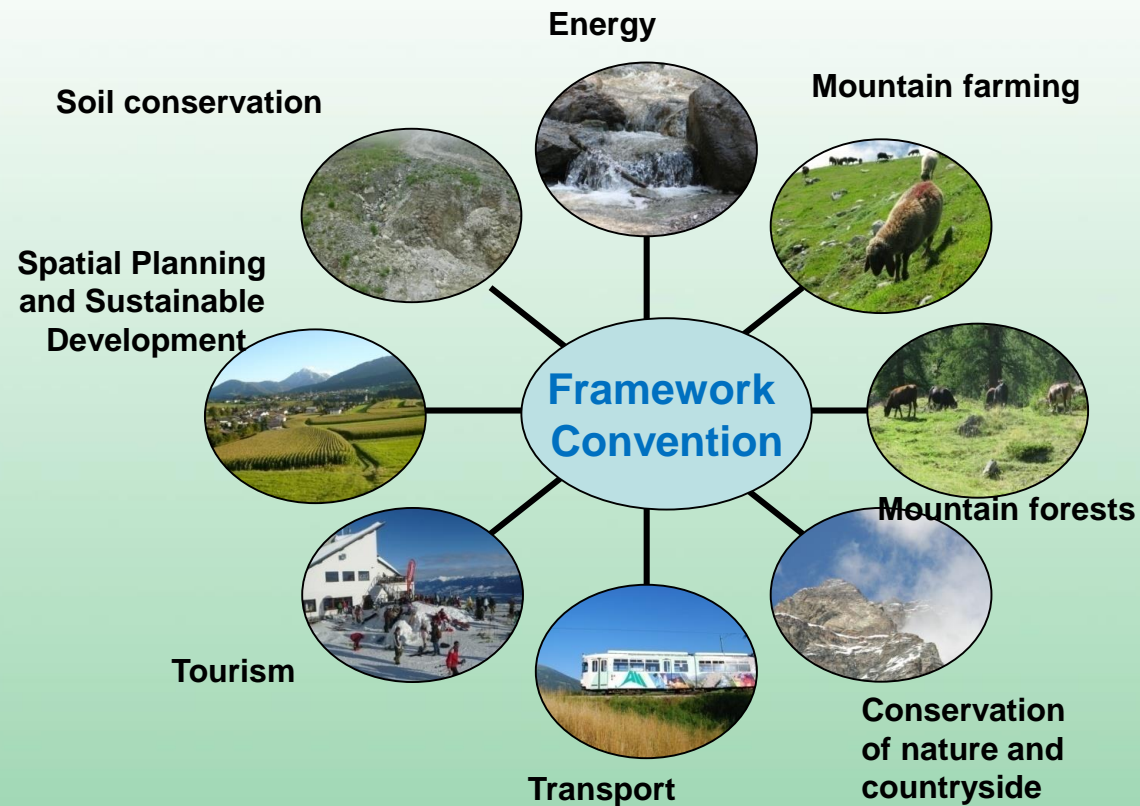 Energy
Mountain farming
Soil conservation
Spatial Planning
and Sustainable
Development
Framework
Convention
Mountain forests
Tourism
Conservation
of nature and
countryside
Transport